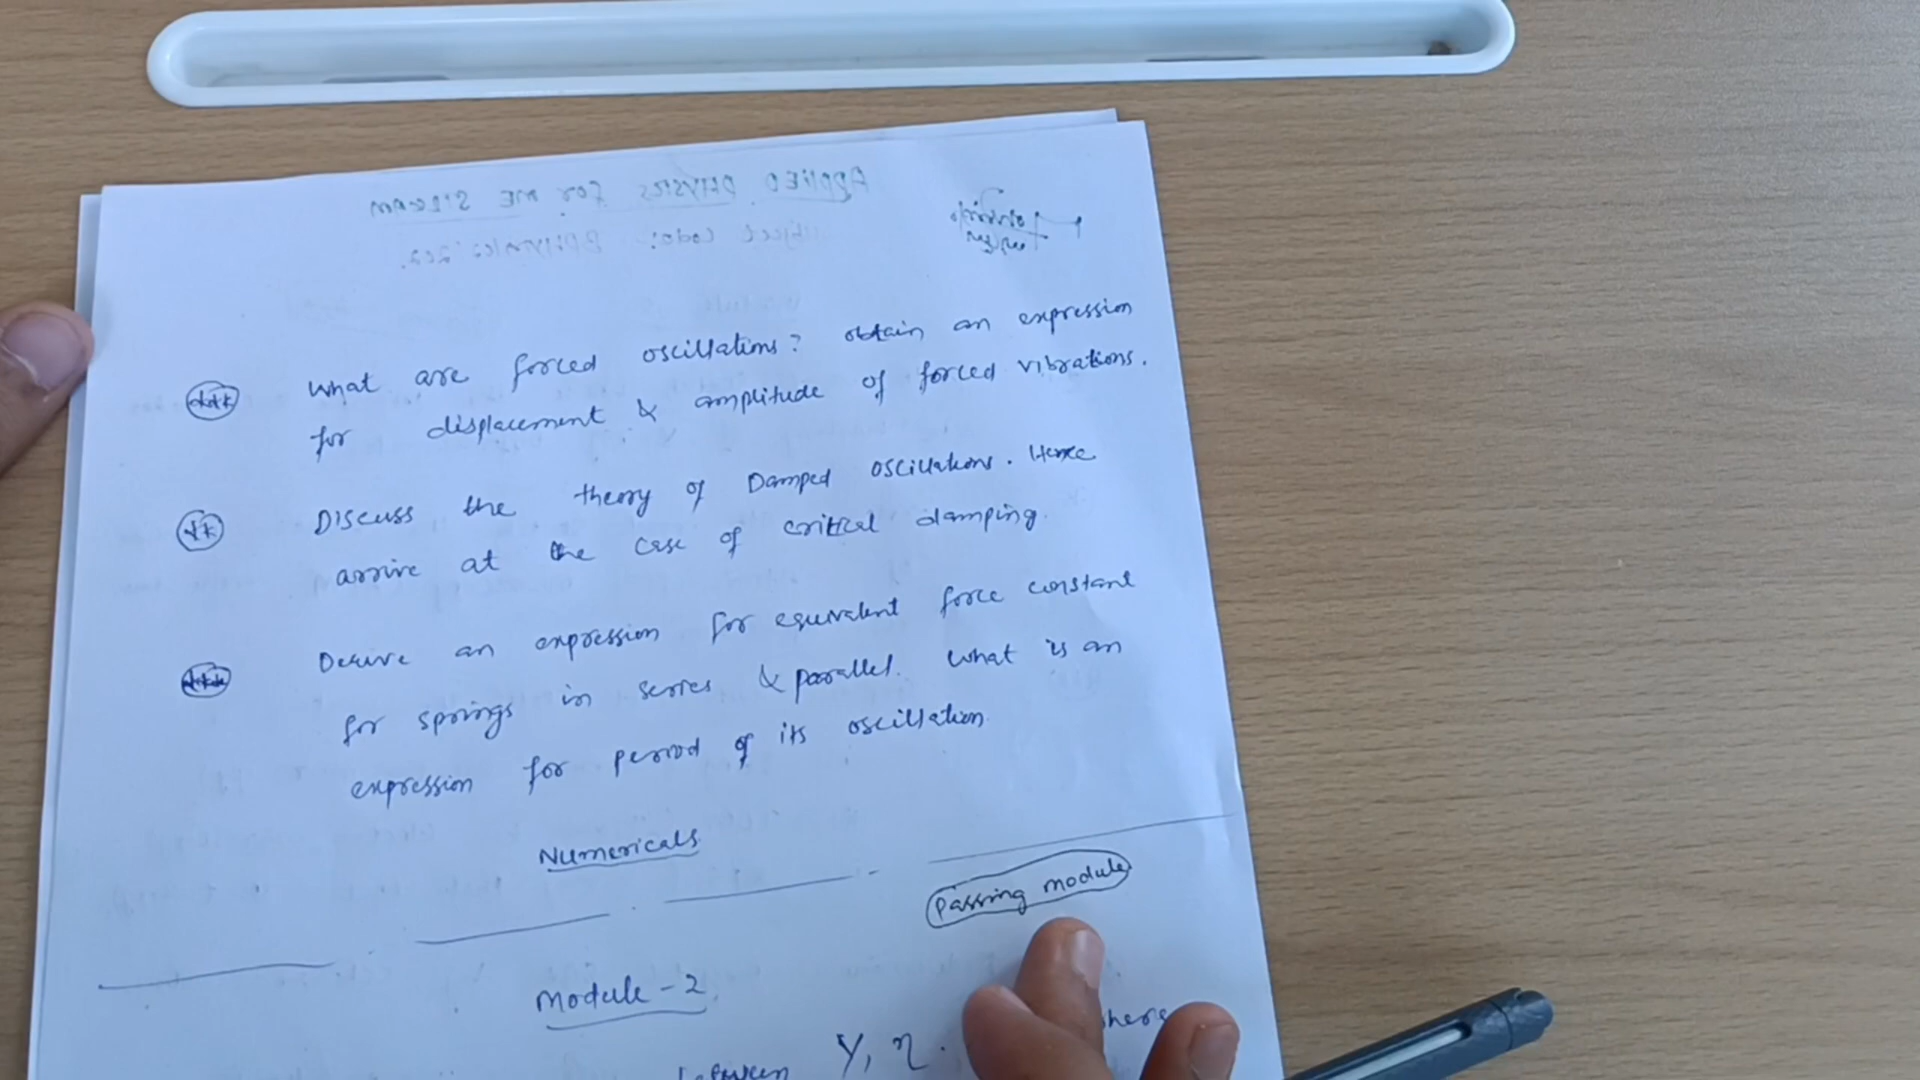 What are forced oscillations? obtain an expression
for displacement & amplitude of forced vibrations.
Discuss the theory of Damped oscillations. Hence
arrive at the case of critical damping.
Derive an expression for equivalent force constant
for springs in series & parallel. What is an
expression for period of its oscillation.
Numericals
Passing module
Module - 2
between Y, η.